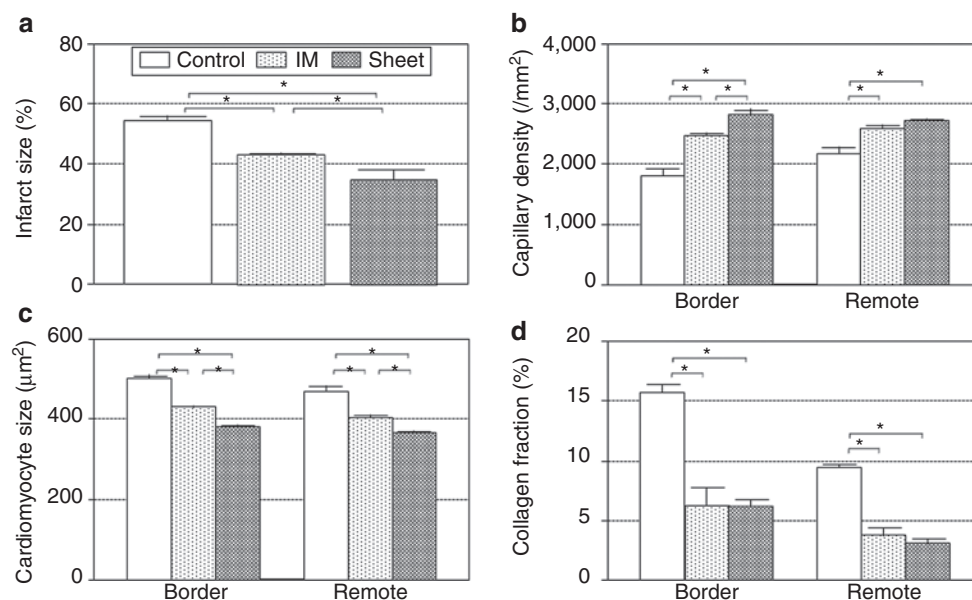 a
Infarct size (%)
80
60
40
20
0
Control IM Sheet
*
* *
b
Capillary density (/mm²)
4,000
3,000
2,000
1,000
0
*
* *
*
*
Border Remote
c
Cardiomyocyte size (µm²)
600
400
200
0
*
* *
*
* *
Border Remote
d
Collagen fraction (%)
20
15
10
5
0
*
*
*
*
Border Remote